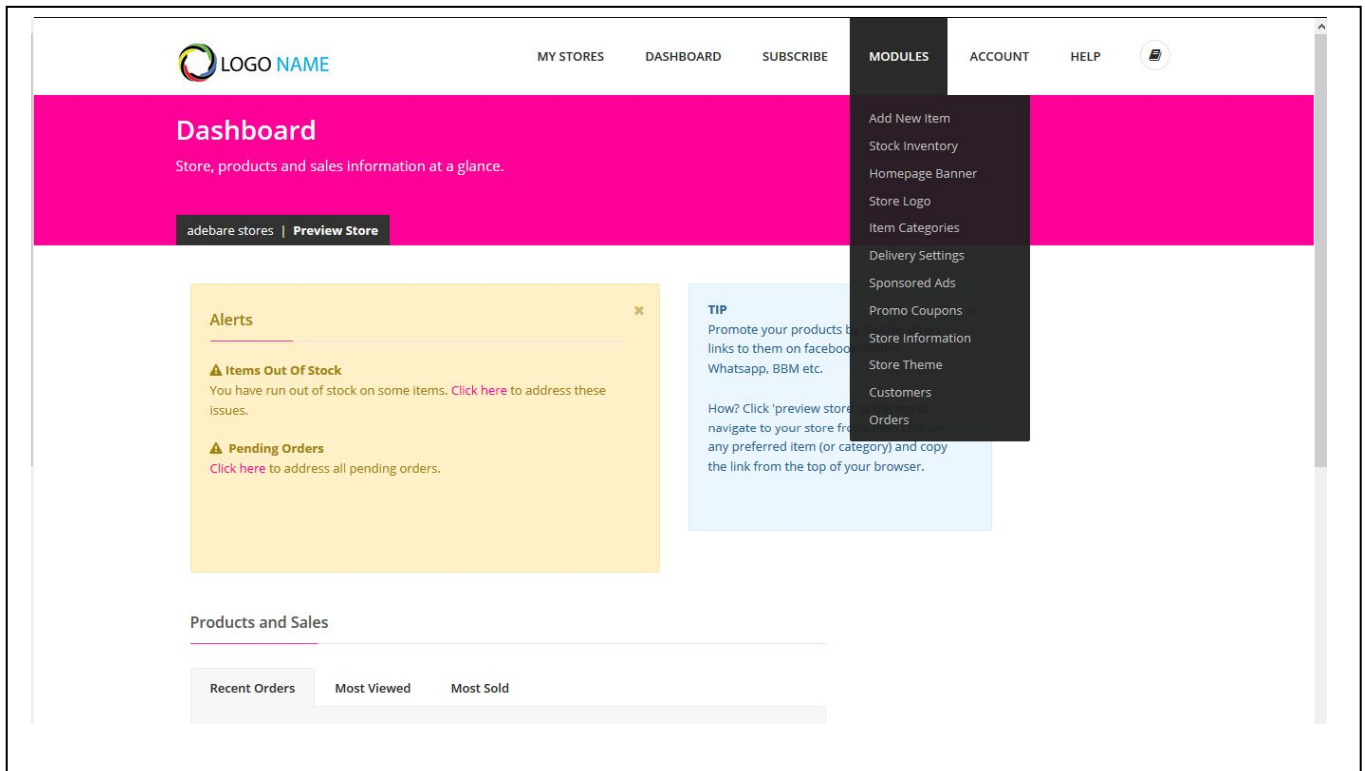 LOGO NAME
MY STORES
DASHBOARD
SUBSCRIBE
MODULES
ACCOUNT
HELP
Dashboard
Store, products and sales information at a glance.
adebare stores | Preview Store
Add New Item
Stock Inventory
Homepage Banner
Store Logo
Item Categories
Delivery Settings
Sponsored Ads
Promo Coupons
Store Information
Store Theme
Customers
Orders
Alerts
Items Out Of Stock
You have run out of stock on some items. Click here to address these
issues.
Pending Orders
Click here to address all pending orders.
TIP
Promote your products
links to them on
Whatsapp, BBM etc.
How? Click 'preview store
navigate to your store
any preferred item (or category) and copy
the link from the top of your browser.
Products and Sales
Recent Orders
Most Viewed
Most Sold